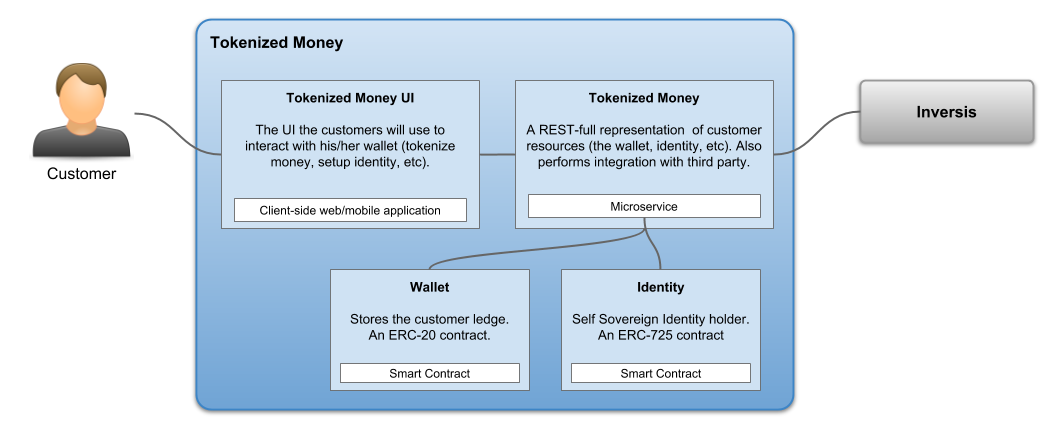 Tokenized Money
Customer
Tokenized Money UI
The UI the customers will use to
interact with his/her wallet (tokenize
money, setup identity, etc).
Client-side web/mobile application
Tokenized Money
A REST-full representation of customer
resources (the wallet, identity, etc). Also
performs integration with third party.
Microservice
Inversis
Wallet
Stores the customer ledge.
An ERC-20 contract.
Smart Contract
Identity
Self Sovereign Identity holder.
An ERC-725 contract
Smart Contract